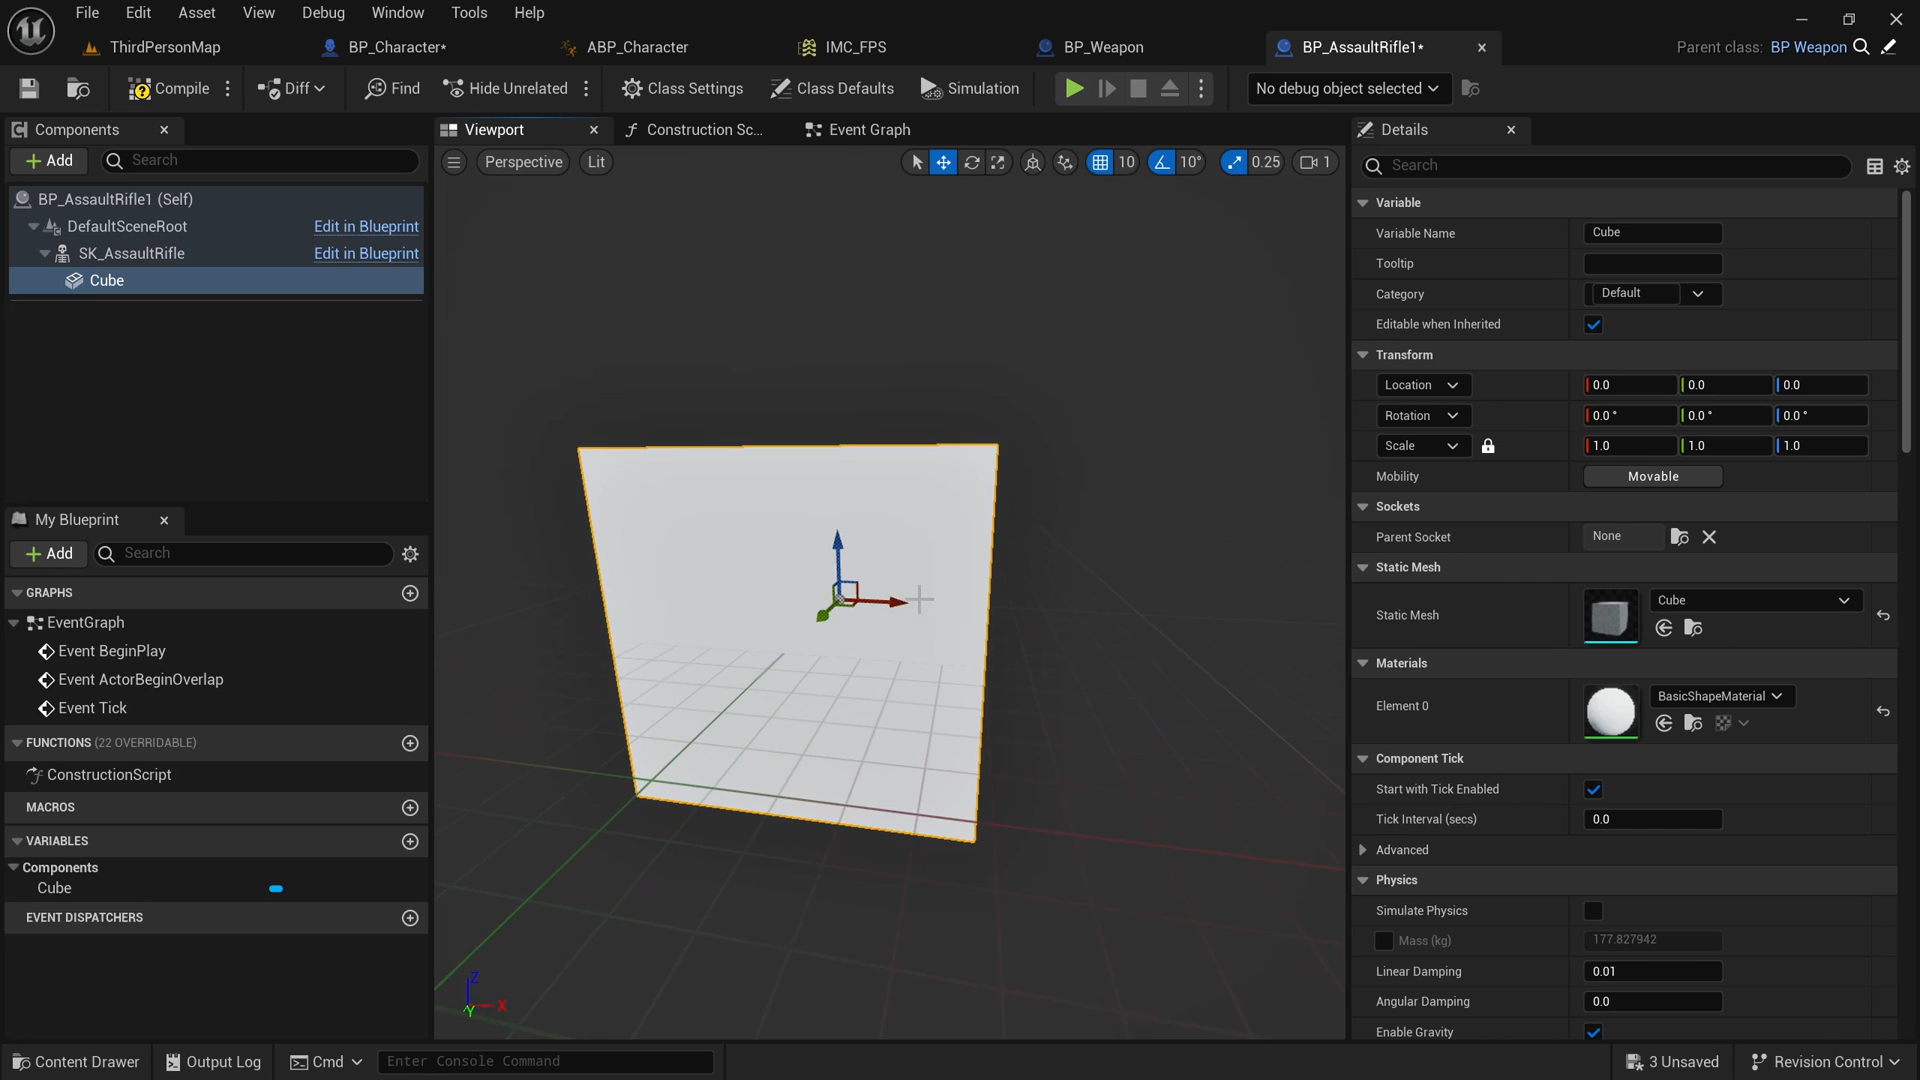 File Edit Asset View Debug Window Tools Help
ThirdPersonMap BP_Character* ABP_Character IMC_FPS BP_Weapon BP_AssaultRifle1* Parent class: BP Weapon
Compile Diff Find Hide Unrelated Class Settings Class Defaults Simulation No debug object selected
Components
Add Search
BP_AssaultRifle1 (Self)
DefaultSceneRoot Edit in Blueprint
SK_AssaultRifle Edit in Blueprint
Cube
My Blueprint
Add Search
GRAPHS
EventGraph
Event BeginPlay
Event ActorBeginOverlap
Event Tick
FUNCTIONS (22 OVERRIDABLE)
ConstructionScript
MACROS
VARIABLES
Components
Cube
EVENT DISPATCHERS
Viewport Construction Sc... Event Graph
Perspective Lit 10 10° 0.25 1
Z
X
Y
Details
Search
Variable
Variable Name Cube
Tooltip
Category Default
Editable when Inherited
Transform
Location 0.0 0.0 0.0
Rotation 0.0 ° 0.0 ° 0.0 °
Scale 1.0 1.0 1.0
Mobility Movable
Sockets
Parent Socket None
Static Mesh
Static Mesh Cube
Materials
Element 0 BasicShapeMaterial
Component Tick
Start with Tick Enabled
Tick Interval (secs) 0.0
Advanced
Physics
Simulate Physics
Mass (kg) 177.827942
Linear Damping 0.01
Angular Damping 0.0
Enable Gravity
Content Drawer Output Log Cmd Enter Console Command 3 Unsaved Revision Control